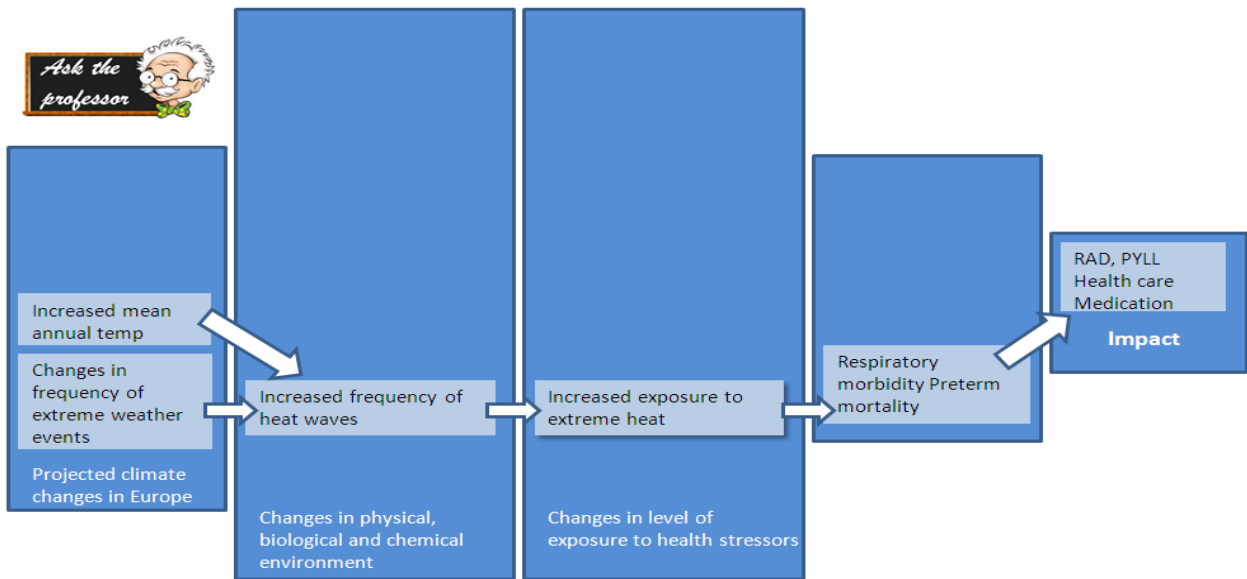 Ask the
professor
Increased mean
annual temp
Changes in
frequency of
extreme weather
events
Projected climate
changes in Europe
Increased frequency of
heat waves
Changes in physical,
biological and chemical
environment
Increased exposure to
extreme heat
Changes in level of
exposure to health stressors
Respiratory
morbidity Preterm
mortality
RAD, PYLL
Health care
Medication
Impact